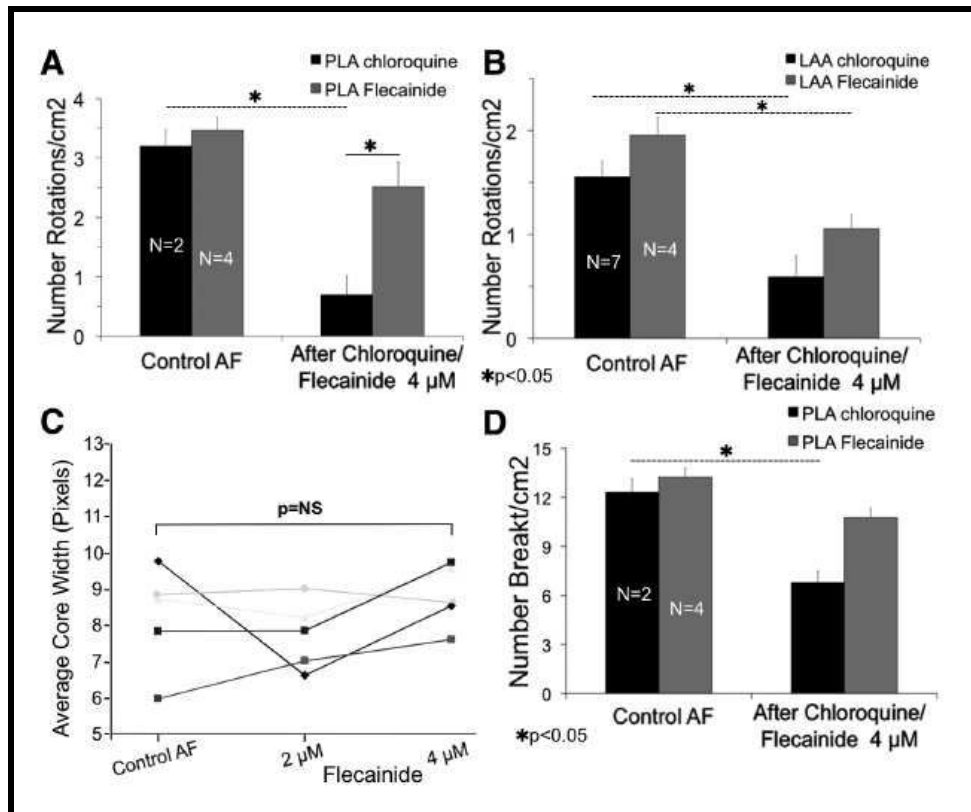 A
■PLA chloroquine
■PLA Flecainide
Number Rotations/cm2
4
3
2
1
0
*
*
N=2
N=4
Control AF
After Chloroquine/
Flecainide 4 μM
B
■LAA chloroquine
■LAA Flecainide
Number Rotations/cm2
2
1
0
*
*
N=7
N=4
Control AF
After Chloroquine/
Flecainide 4 μM
*p<0.05
C
Average Core Width (Pixels)
13
12
11
10
9
8
7
6
5
p=NS
Control AF
2 μM
4 μM
Flecainide
D
■PLA chloroquine
■PLA Flecainide
Number Breakt/cm2
15
12
9
6
3
0
*
N=2
N=4
Control AF
After Chloroquine/
Flecainide 4 μM
*p<0.05